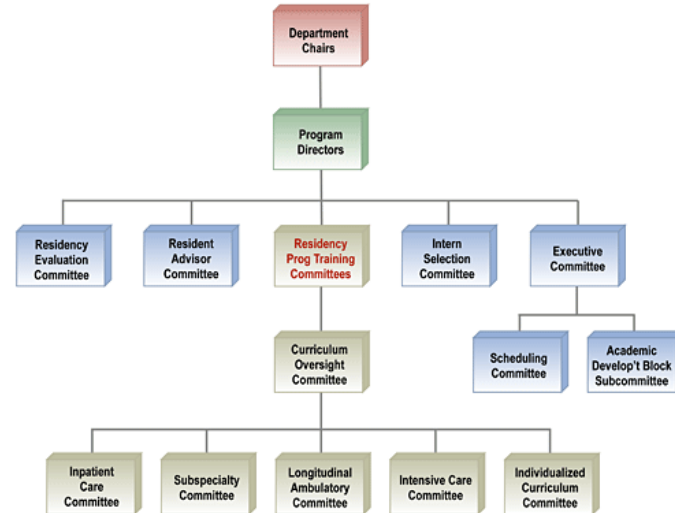 Department
Chairs
Program
Directors
Residency
Evaluation
Committee
Resident
Advisor
Committee
Residency
Prog Training
Committees
Intern
Selection
Committee
Executive
Committee
Curriculum
Oversight
Committee
Scheduling
Committee
Academic
Develop't Block
Subcommittee
Inpatient
Care
Committee
Subspecialty
Committee
Longitudinal
Ambulatory
Committee
Intensive Care
Committee
Individualized
Curriculum
Committee